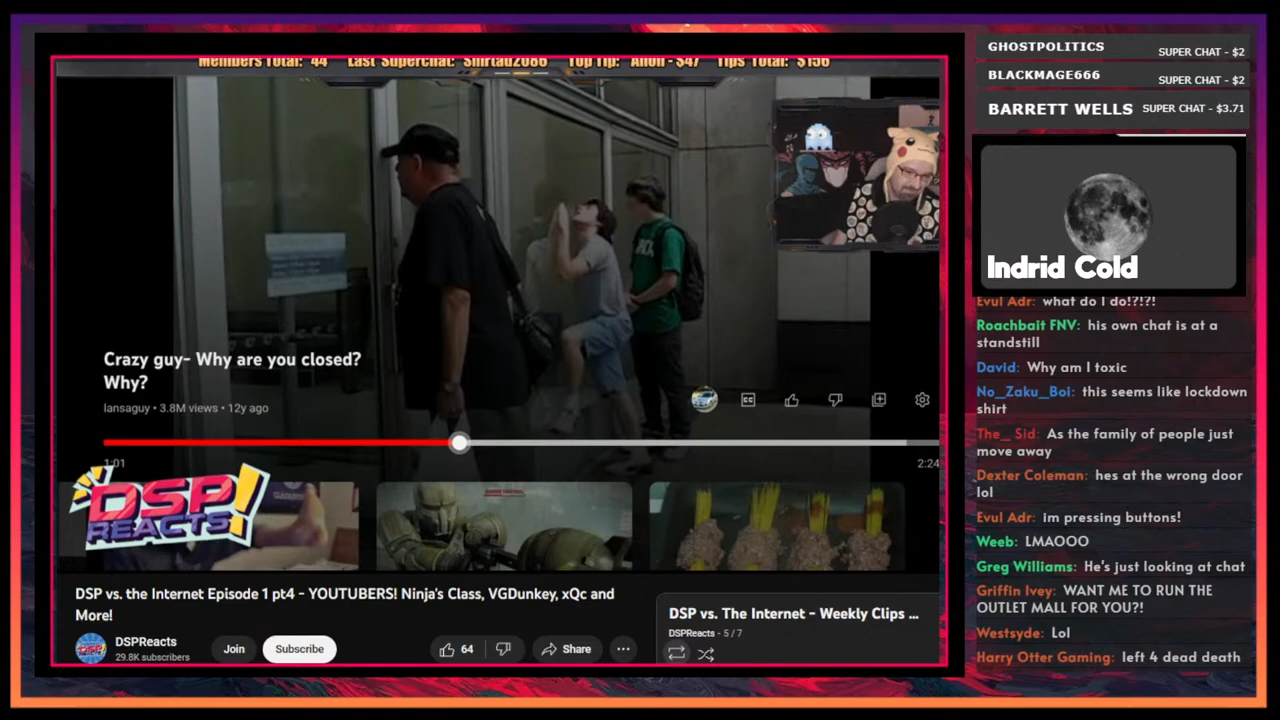 Members Total: 44 Last Superchat: Shirtad2086 Top Tip: Anon - $47 Tips Total: $156
Crazy guy- Why are you closed?
Why?
lansaguy • 3.8M views • 12y ago
1:01
2:24
DSP
REACTS!
DSP vs. the Internet Episode 1 pt4 - YOUTUBERS! Ninja's Class, VGDunkey, xQc and
More!
DSPReacts
29.8K subscribers
Join
Subscribe
64
Share
DSP vs. The Internet - Weekly Clips ...
DSPReacts - 5 / 7
GHOSTPOLITICS SUPER CHAT - $2
BLACKMAGE666 SUPER CHAT - $2
BARRETT WELLS SUPER CHAT - $3.71
Indrid Cold
Evul Adr: what do I do!?!?!
Roachbait FNV: his own chat is at a
standstill
David: Why am I toxic
No_Zaku_Boi: this seems like lockdown
shirt
The_ Sid: As the family of people just
move away
Dexter Coleman: hes at the wrong door
lol
Evul Adr: im pressing buttons!
Weeb: LMAOOO
Greg Williams: He's just looking at chat
Griffin Ivey: WANT ME TO RUN THE
OUTLET MALL FOR YOU?!
Westsyde: Lol
Harry Otter Gaming: left 4 dead death